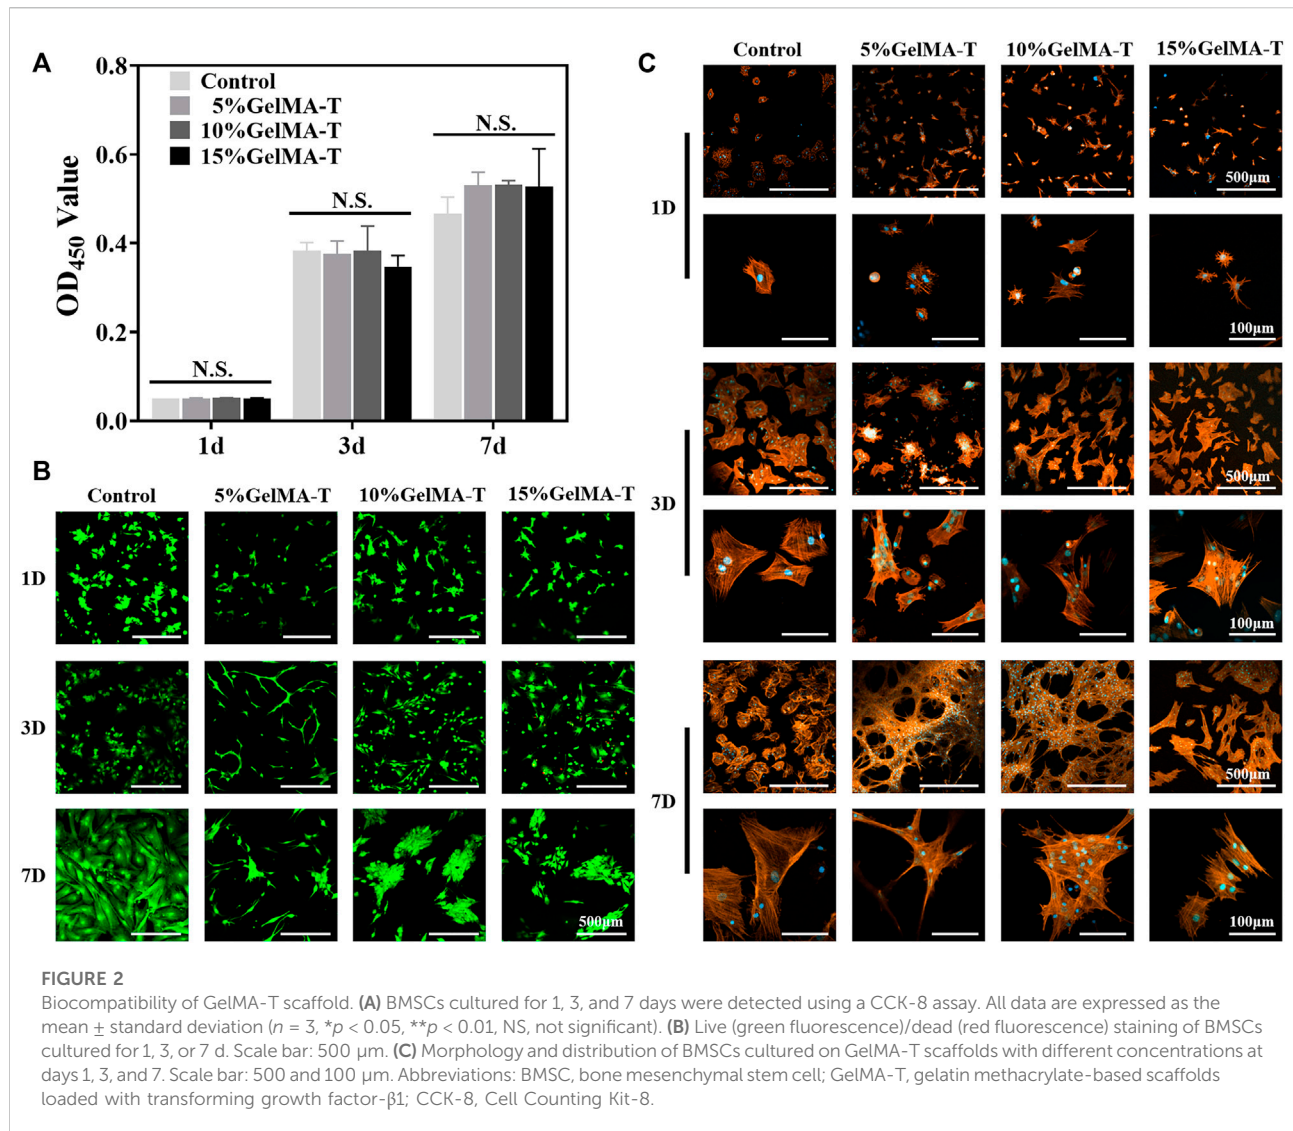 A
0.8
0.6
0.4
0.2
0.0
OD450 Value
Control
5%GelMA-T
10%GelMA-T
15%GelMA-T
N.S.
N.S.
N.S.
1d
3d
7d
B
Control
5%GelMA-T
10%GelMA-T
15%GelMA-T
1D
3D
7D
500μm
C
Control
5%GelMA-T
10%GelMA-T
15%GelMA-T
1D
500μm
100μm
3D
500μm
100μm
7D
500μm
100μm
FIGURE 2
Biocompatibility of GelMA-T scaffold. (A) BMSCs cultured for 1, 3, and 7 days were detected using a CCK-8 assay. All data are expressed as the
mean ± standard deviation (n = 3, *p < 0.05, **p < 0.01, NS, not significant). (B) Live (green fluorescence)/dead (red fluorescence) staining of BMSCs
cultured for 1, 3, or 7 d. Scale bar: 500 μm. (C) Morphology and distribution of BMSCs cultured on GelMA-T scaffolds with different concentrations at
days 1, 3, and 7. Scale bar: 500 and 100 μm. Abbreviations: BMSC, bone mesenchymal stem cell; GelMA-T, gelatin methacrylate-based scaffolds
loaded with transforming growth factor-β1; CCK-8, Cell Counting Kit-8.